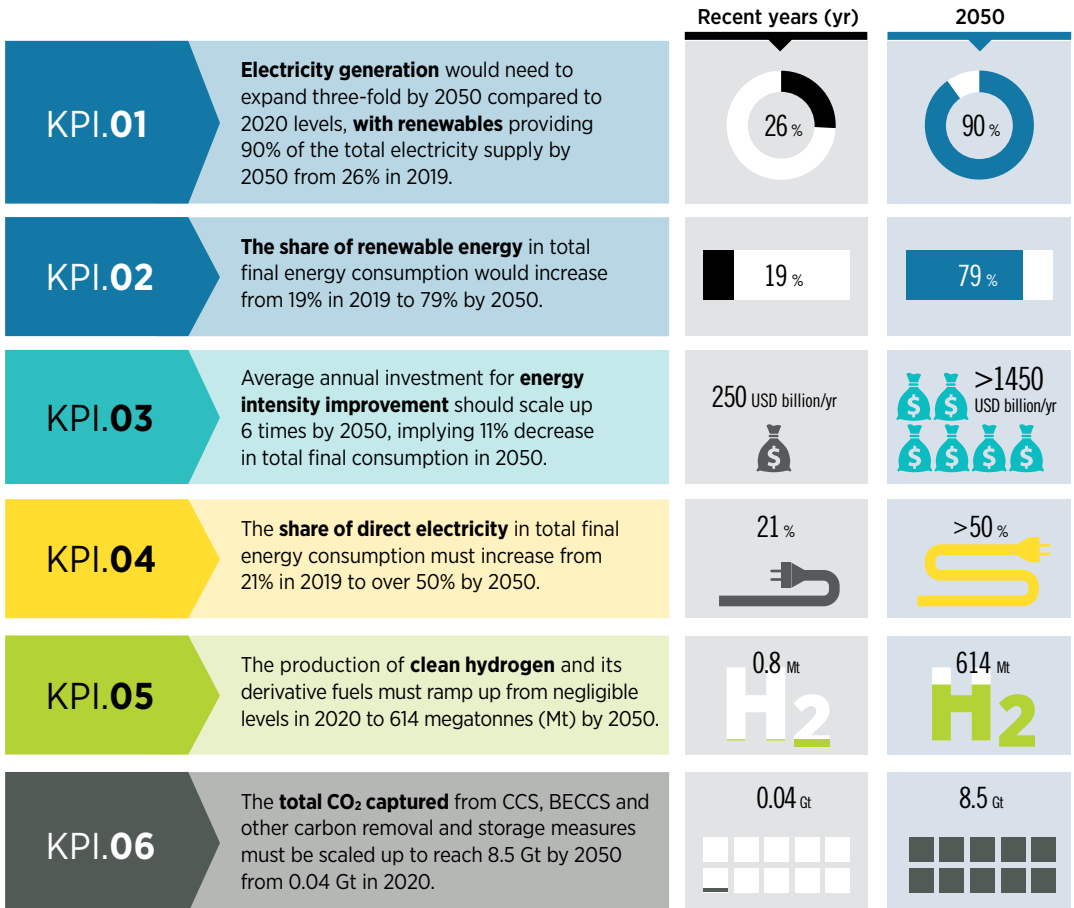 Recent years (yr)
2050
KPI.01
Electricity generation would need to
expand three-fold by 2050 compared to
2020 levels, with renewables providing
90% of the total electricity supply by
2050 from 26% in 2019.
26 %
90 %
KPI.02
The share of renewable energy in total
final energy consumption would increase
from 19% in 2019 to 79% by 2050.
19 %
79 %
KPI.03
Average annual investment for energy
intensity improvement should scale up
6 times by 2050, implying 11% decrease
in total final consumption in 2050.
250 USD billion/yr
$
>1450
USD billion/yr
$ $
$ $ $ $
KPI.04
The share of direct electricity in total final
energy consumption must increase from
21% in 2019 to over 50% by 2050.
21 %
>50 %
KPI.05
The production of clean hydrogen and its
derivative fuels must ramp up from negligible
levels in 2020 to 614 megatonnes (Mt) by 2050.
0.8 Mt
H2
614 Mt
H2
KPI.06
The total CO₂ captured from CCS, BECCS and
other carbon removal and storage measures
must be scaled up to reach 8.5 Gt by 2050
from 0.04 Gt in 2020.
0.04 Gt
8.5 Gt